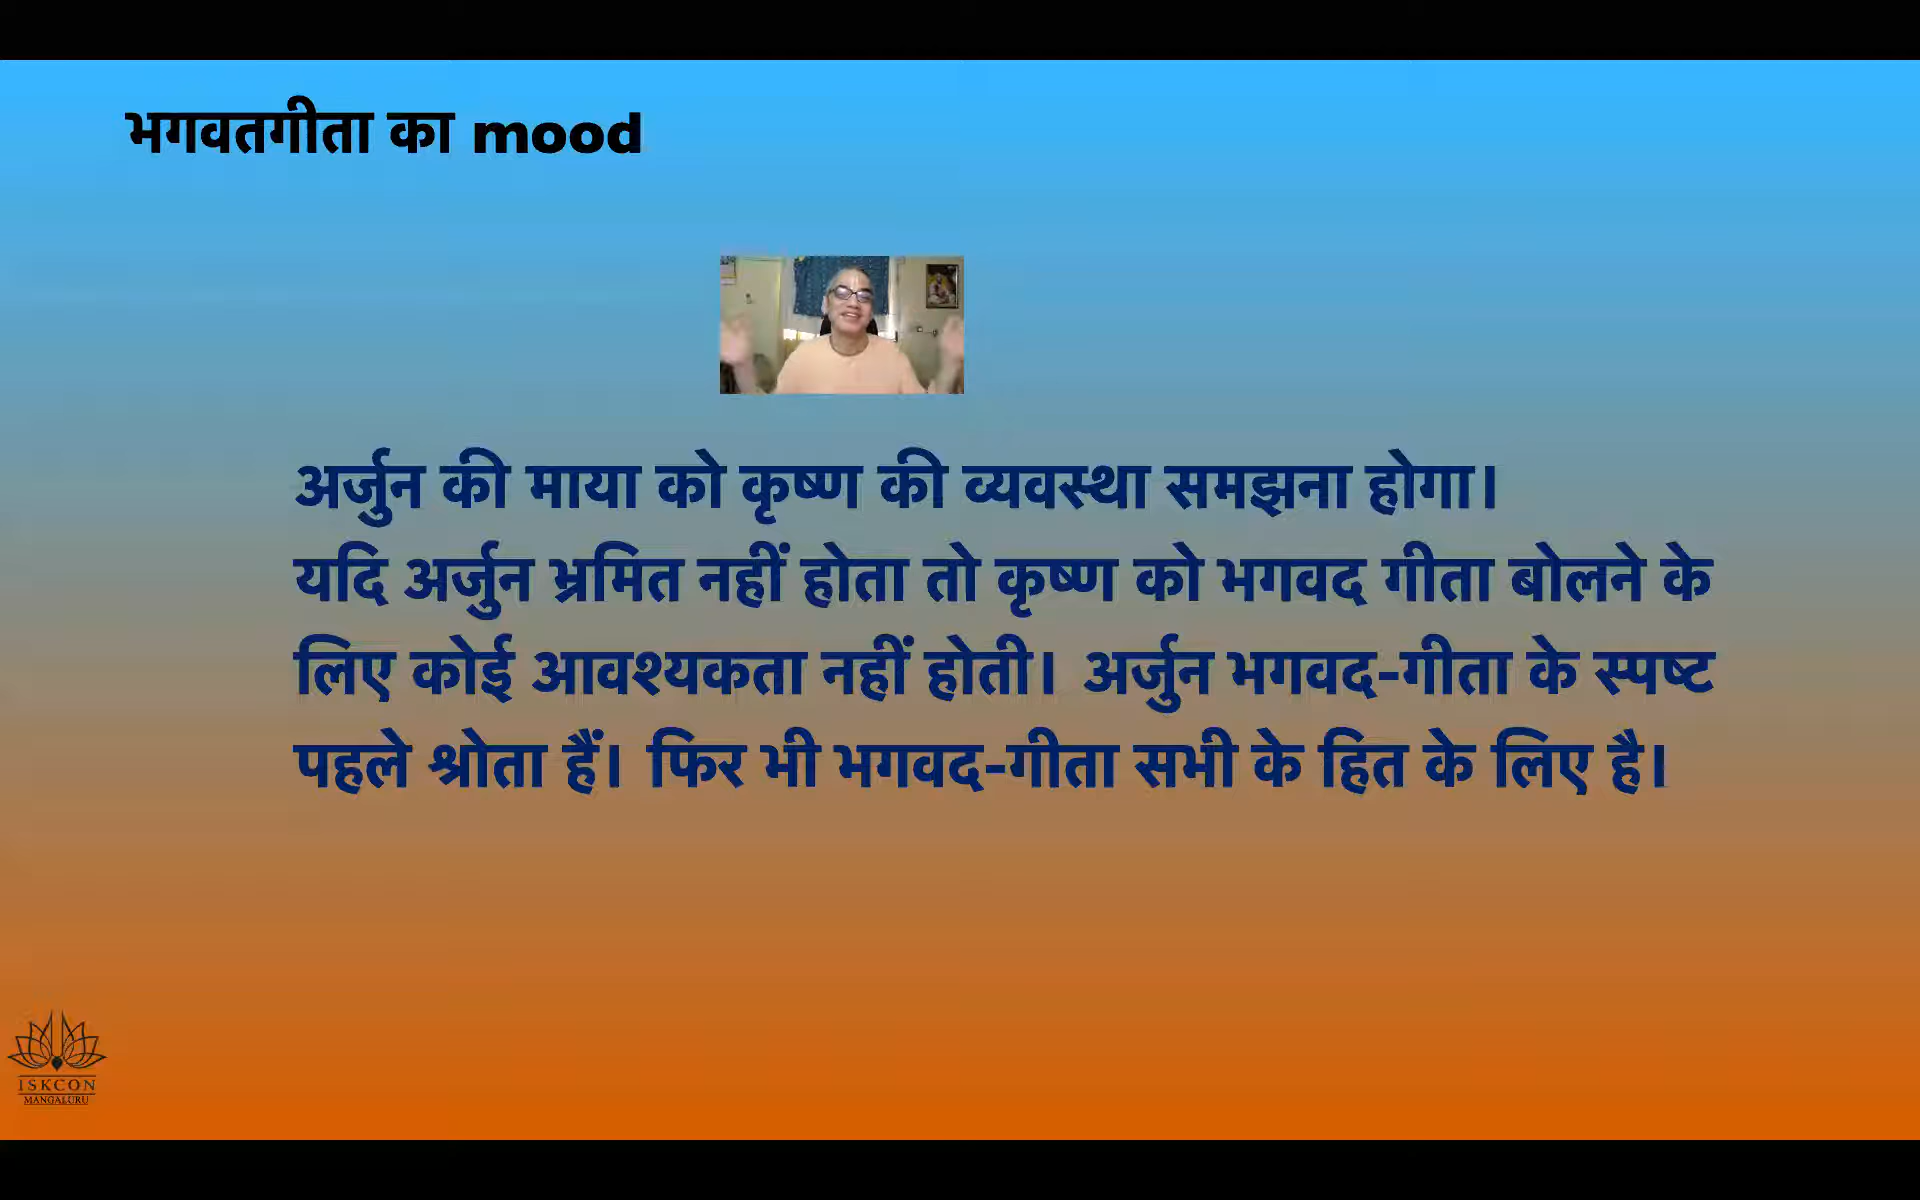 भगवतगीता का mood
अर्जुन की माया को कृष्ण की व्यवस्था समझना होगा।
यदि अर्जुन भ्रमित नहीं होता तो कृष्ण को भगवद गीता बोलने के
लिए कोई आवश्यकता नहीं होती। अर्जुन भगवद-गीता के स्पष्ट
पहले श्रोता हैं। फिर भी भगवद-गीता सभी के हित के लिए है।
ISKCON
MANGALURU